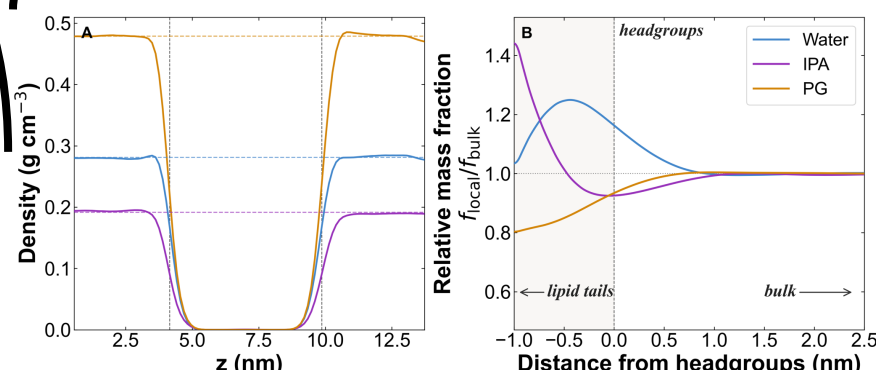 A
0.5
0.4
0.3
0.2
0.1
0.0
Density (g cm⁻³)
2.5 5.0 7.5 10.0 12.5
z (nm)
B
headgroups
Water
IPA
PG
1.4
1.2
1.0
0.8
0.6
Relative mass fraction
f_local/f_bulk
lipid tails
bulk
−1.0 −0.5 0.0 0.5 1.0 1.5 2.0 2.5
Distance from headgroups (nm)